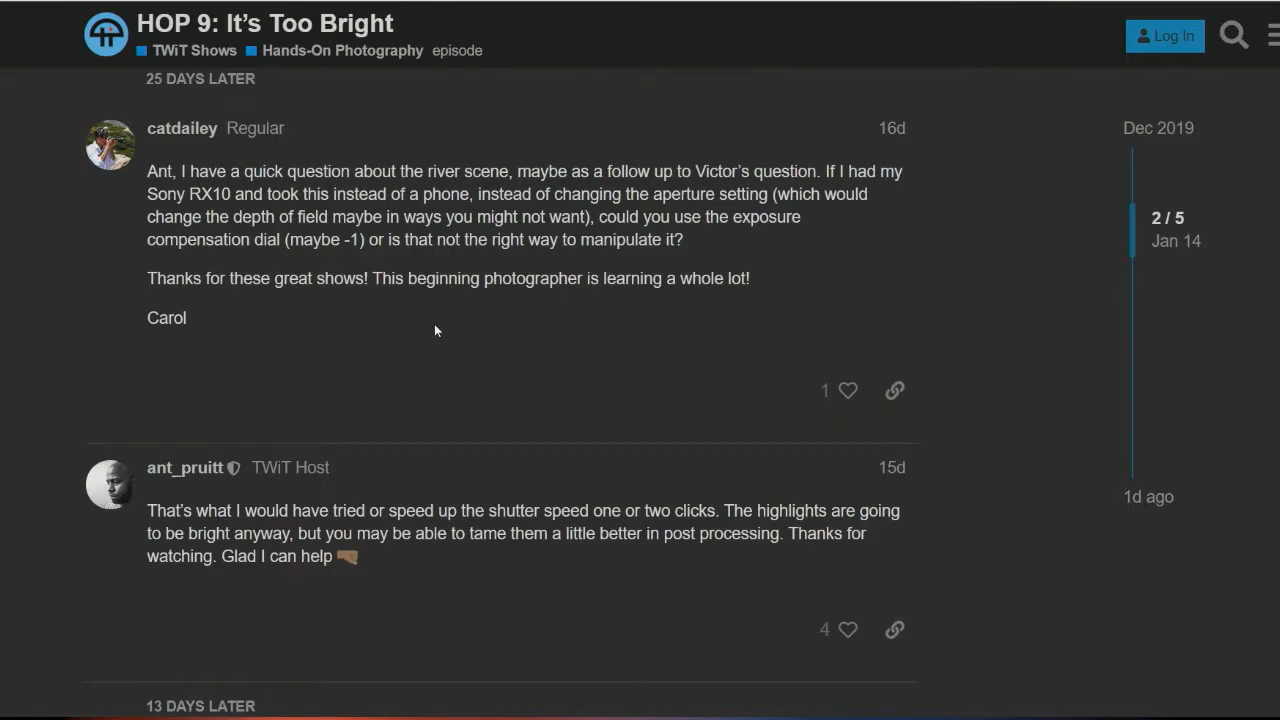 HOP 9: It’s Too Bright
TWiT Shows Hands-On Photography episode
Log In
25 DAYS LATER
catdailey Regular 16d
Ant, I have a quick question about the river scene, maybe as a follow up to Victor’s question. If I had my
Sony RX10 and took this instead of a phone, instead of changing the aperture setting (which would
change the depth of field maybe in ways you might not want), could you use the exposure
compensation dial (maybe -1) or is that not the right way to manipulate it?
Thanks for these great shows! This beginning photographer is learning a whole lot!
Carol
1
ant_pruitt TWiT Host 15d
That’s what I would have tried or speed up the shutter speed one or two clicks. The highlights are going
to be bright anyway, but you may be able to tame them a little better in post processing. Thanks for
watching. Glad I can help
4
13 DAYS LATER
Dec 2019
2 / 5
Jan 14
1d ago